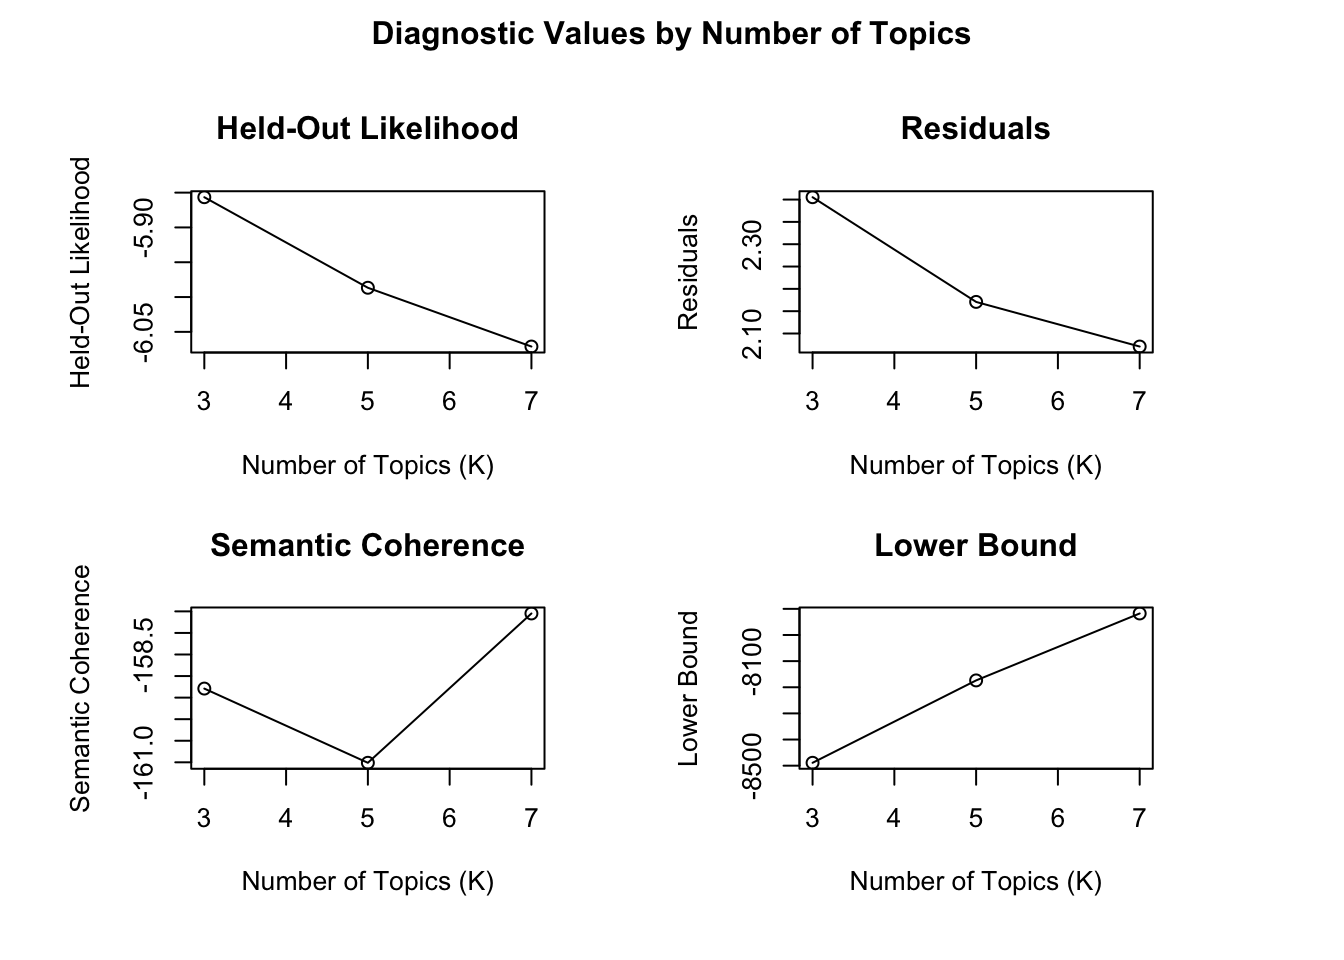 Diagnostic Values by Number of Topics
Held-Out Likelihood
Held-Out Likelihood
-5.90
-6.05
3 4 5 6 7
Number of Topics (K)
Residuals
Residuals
2.30
2.10
3 4 5 6 7
Number of Topics (K)
Semantic Coherence
Semantic Coherence
-158.5
-161.0
3 4 5 6 7
Number of Topics (K)
Lower Bound
Lower Bound
-8100
-8500
3 4 5 6 7
Number of Topics (K)